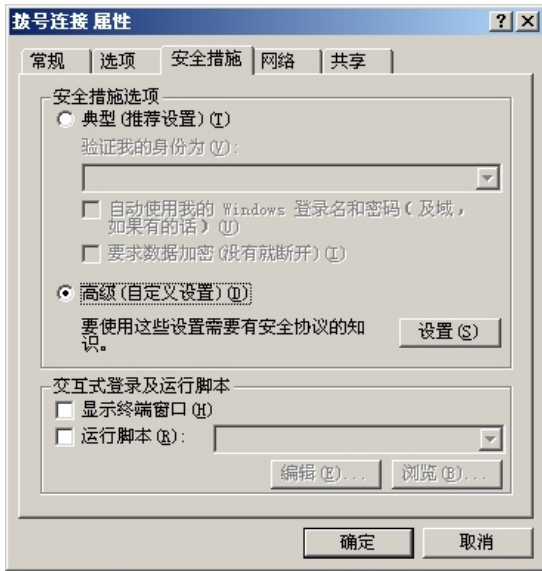 拨号连接 属性
常规
选项
安全措施
网络
共享
安全措施选项
典型(推荐设置)(T)
验证我的身份为(V):
自动使用我的 Windows 登录名和密码(及域,
如果有的话)(U)
要求数据加密(没有就断开)(I)
高级(自定义设置)(D)
要使用这些设置需要有安全协议的知
识。
设置(S)
交互式登录及运行脚本
显示终端窗口(H)
运行脚本(R):
编辑(E)...
浏览(B)...
确定
取消